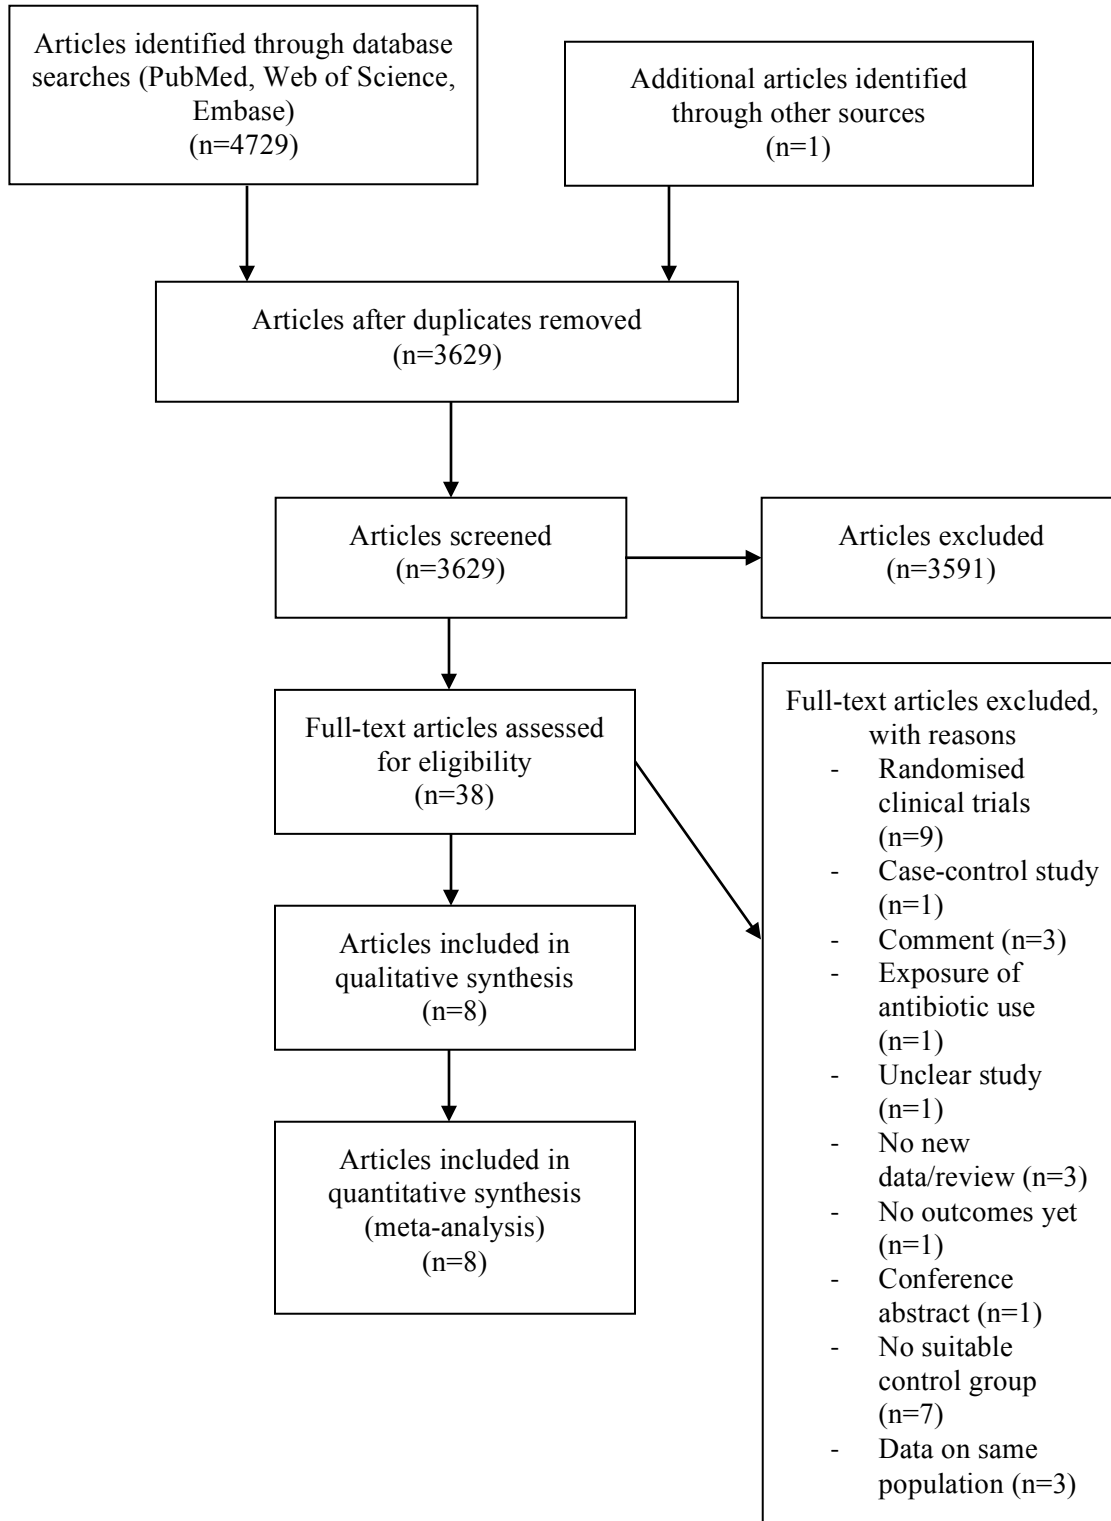 Articles identified through database
searches (PubMed, Web of Science,
Embase)
(n=4729)
Additional articles identified
through other sources
(n=1)
Articles after duplicates removed
(n=3629)
Articles screened
(n=3629)
Articles excluded
(n=3591)
Full-text articles assessed
for eligibility
(n=38)
Full-text articles excluded,
with reasons
- Randomised
clinical trials
(n=9)
- Case-control study
(n=1)
- Comment (n=3)
- Exposure of
antibiotic use
(n=1)
- Unclear study
(n=1)
- No new
data/review (n=3)
- No outcomes yet
(n=1)
- Conference
abstract (n=1)
- No suitable
control group
(n=7)
- Data on same
population (n=3)
Articles included in
qualitative synthesis
(n=8)
Articles included in
quantitative synthesis
(meta-analysis)
(n=8)